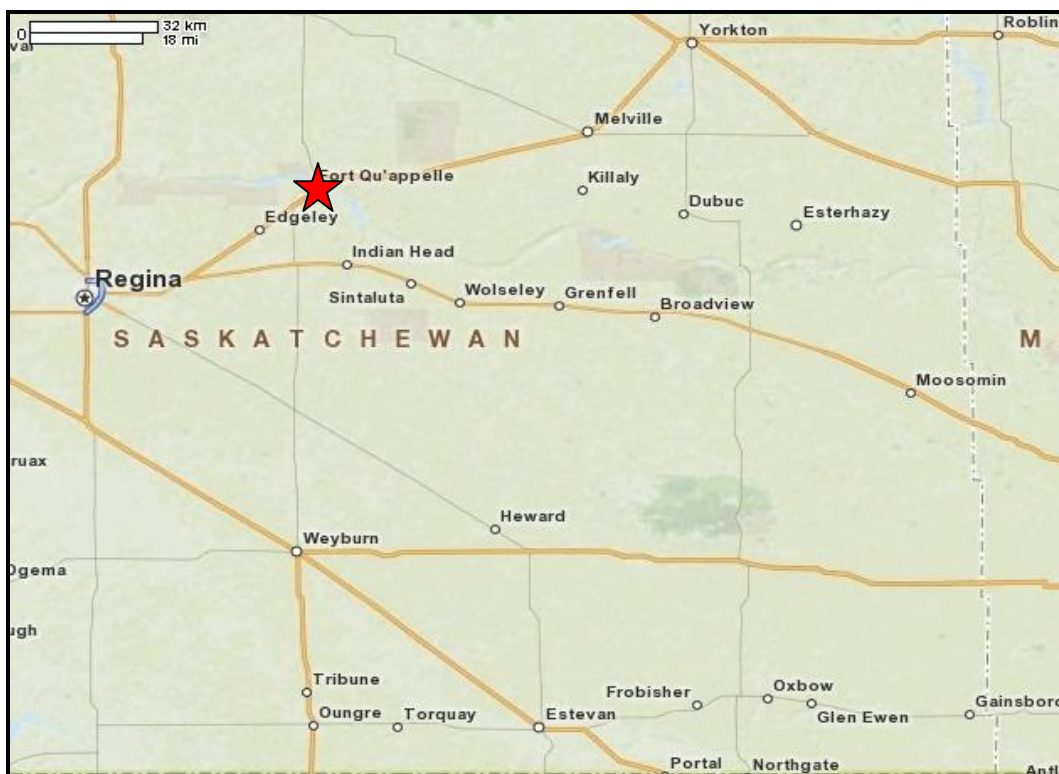 0
32 km
18 mi
Roblin
Yorkton
val
Melville
Fort Qu'appelle
Killaly
Dubuc
Esterhazy
Edgeley
Indian Head
Regina
Sintaluta
Wolseley
Grenfell
Broadview
SASKATCHEWAN
M
Moosomin
ruax
Heward
Weyburn
Ogema
ugh
Tribune
Frobisher
Oxbow
Gainsboro
Oungre
Torquay
Estevan
Glen Ewen
Portal
Northgate
Antl